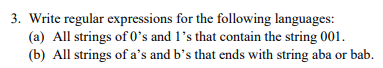 3. Write regular expressions for the following languages:
(a) All strings of 0’s and 1’s that contain the string 001.
(b) All strings of a’s and b’s that ends with string aba or bab.